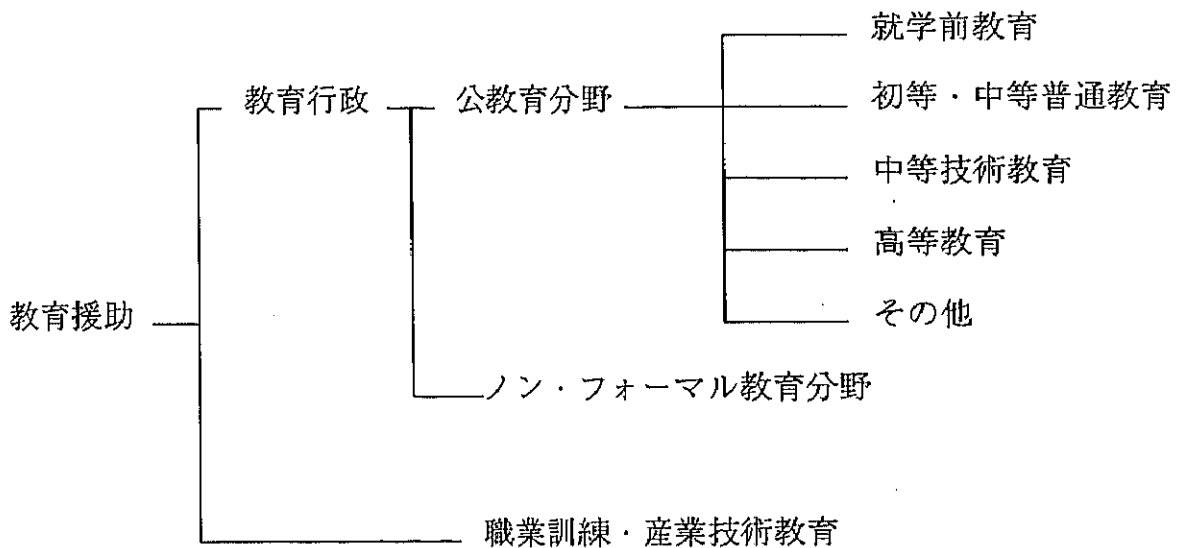 就学前教育
教育行政 公教育分野 初等・中等普通教育
中等技術教育
高等教育
教育援助 その他
ノン・フォーマル教育分野
職業訓練・産業技術教育